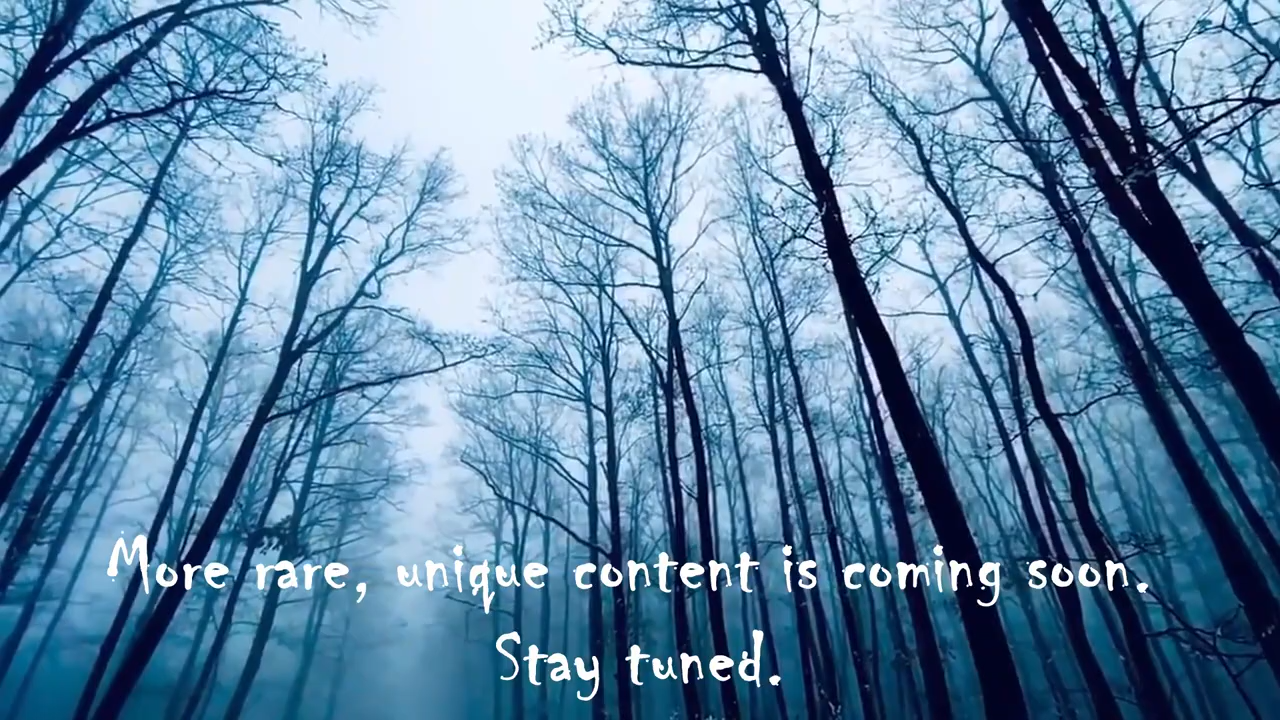 More rare, unique content is coming soon.
Stay tuned.